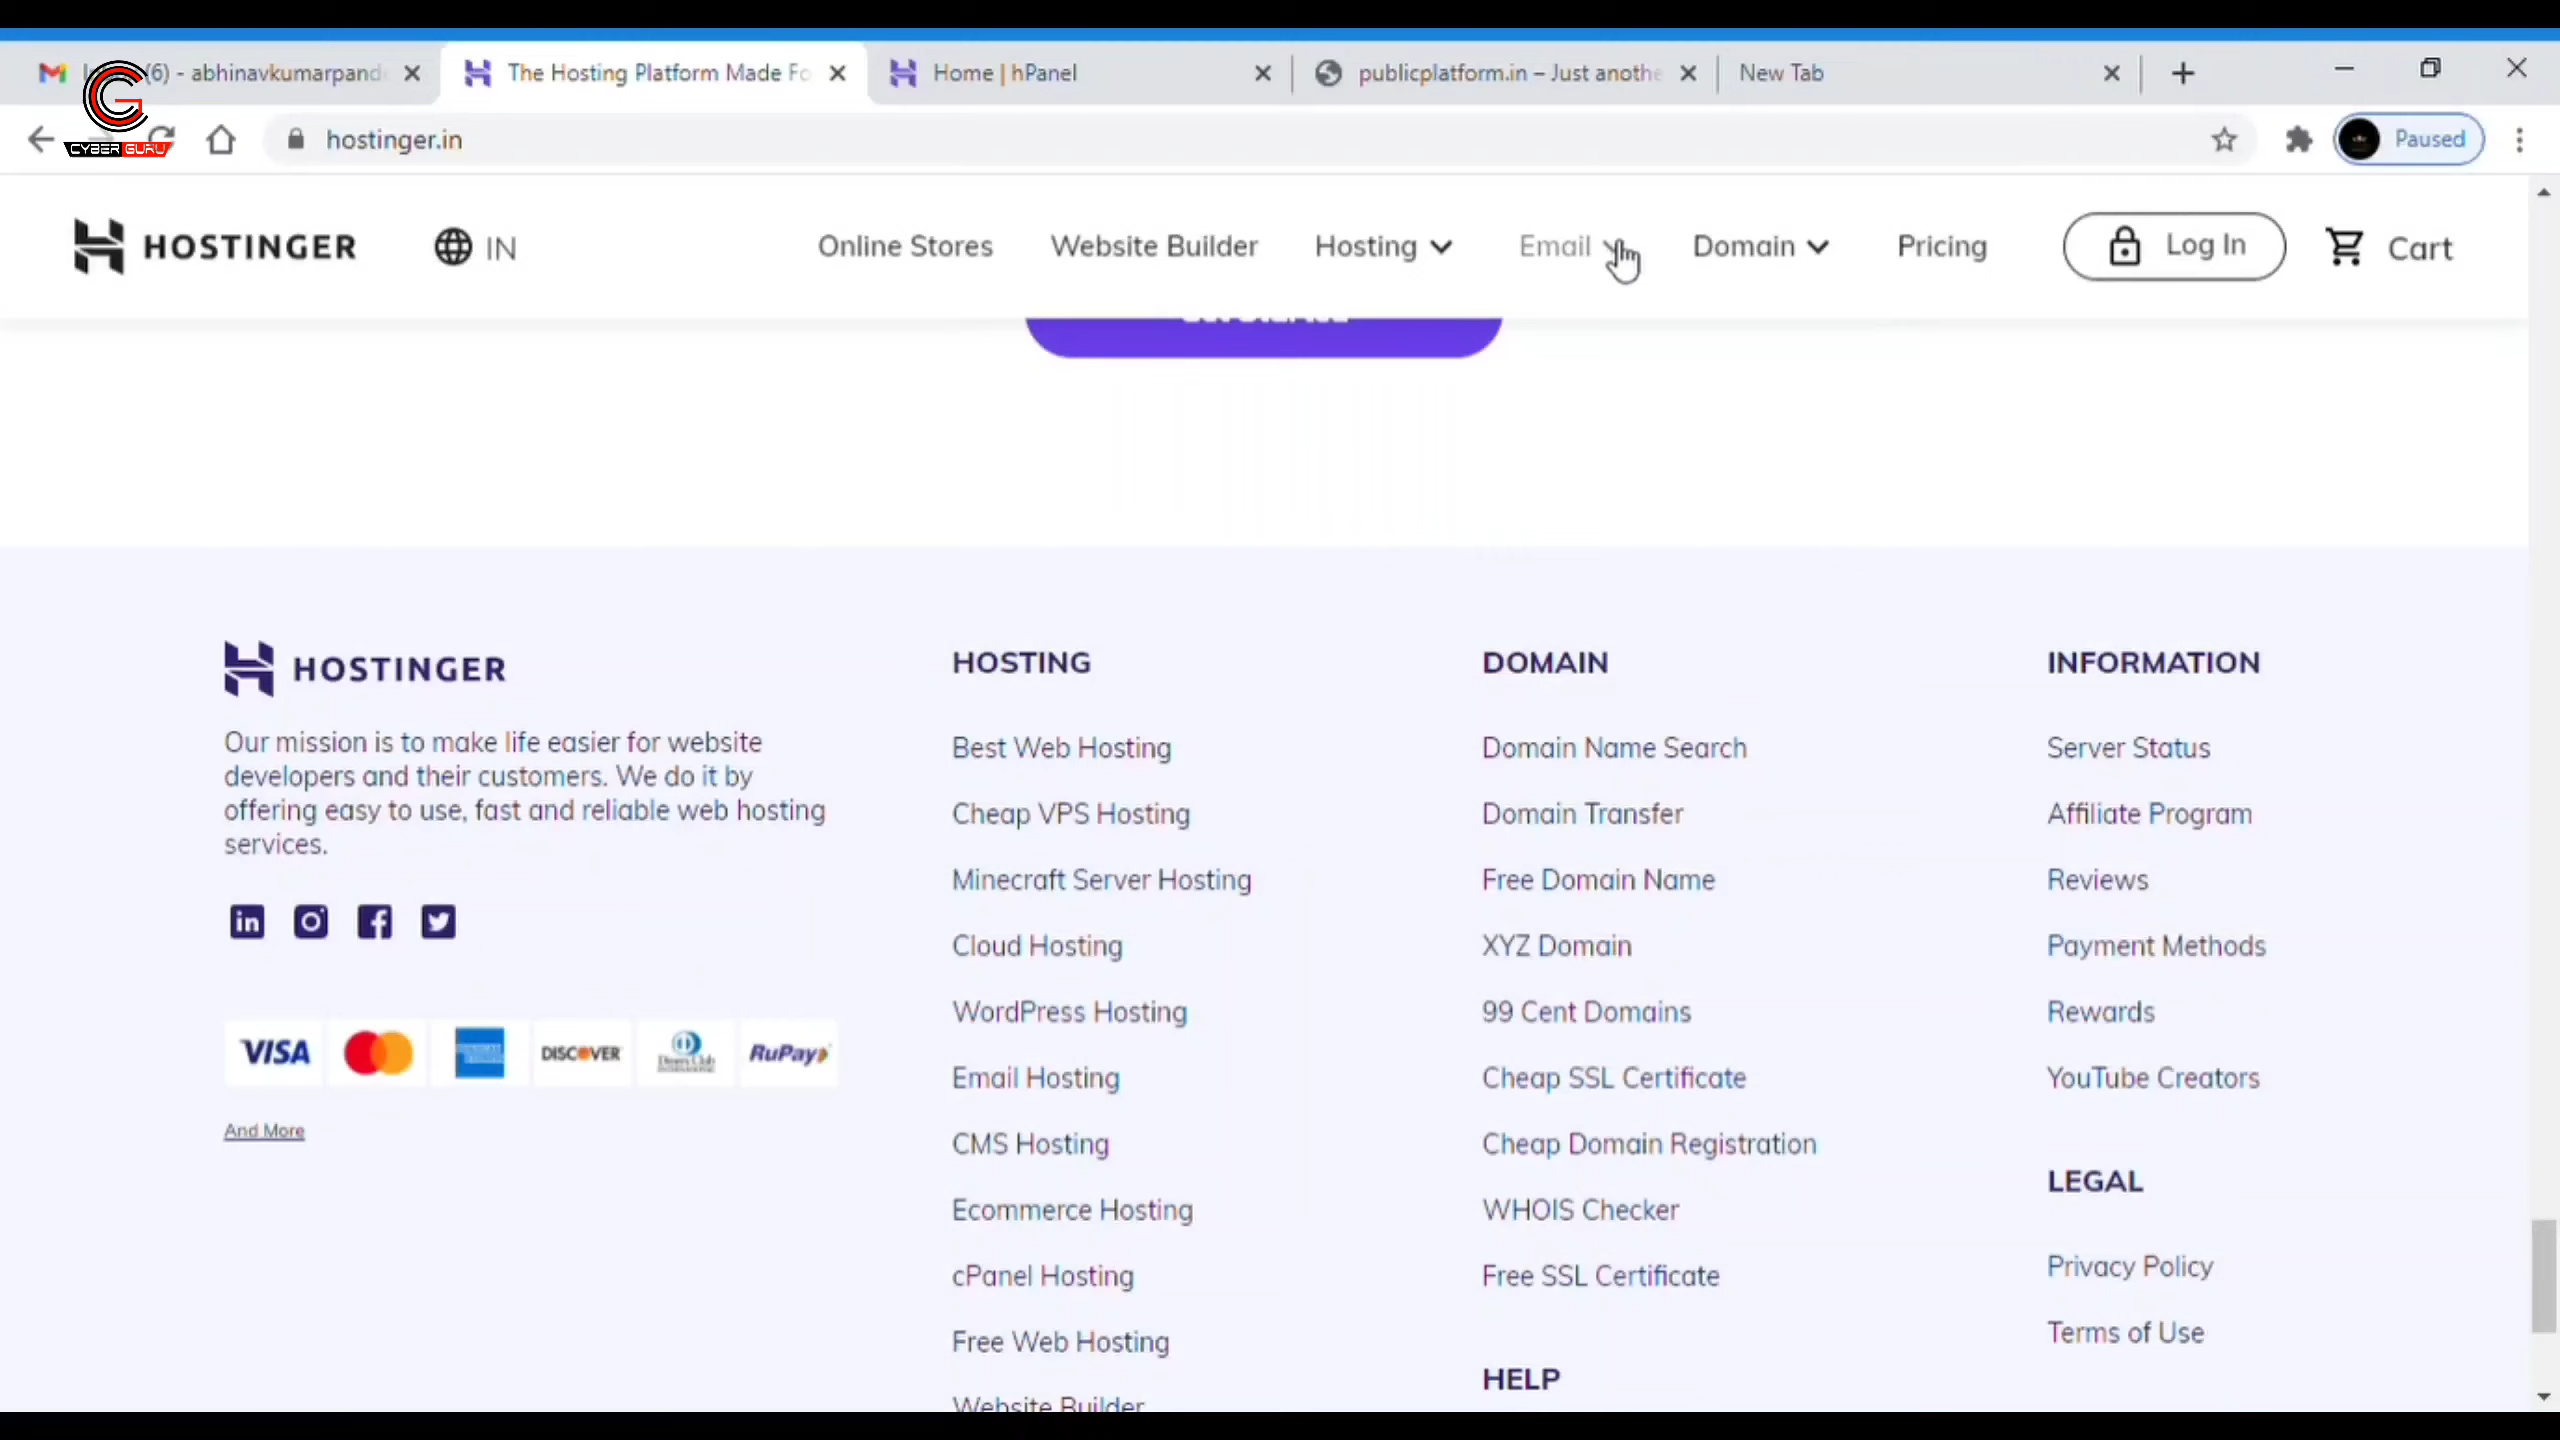 (6) - abhinavkumarpand
The Hosting Platform Made Fo
Home | hPanel
publicplatform.in – Just anothe
New Tab
CYBER GURU
hostinger.in
Paused
HOSTINGER
IN
Online Stores
Website Builder
Hosting
Email
Domain
Pricing
Log In
Cart
HOSTINGER
Our mission is to make life easier for website
developers and their customers. We do it by
offering easy to use, fast and reliable web hosting
services.
VISA
DISCOVER
Diners Club
RuPay
And More
HOSTING
Best Web Hosting
Cheap VPS Hosting
Minecraft Server Hosting
Cloud Hosting
WordPress Hosting
Email Hosting
CMS Hosting
Ecommerce Hosting
cPanel Hosting
Free Web Hosting
Website Builder
DOMAIN
Domain Name Search
Domain Transfer
Free Domain Name
XYZ Domain
99 Cent Domains
Cheap SSL Certificate
Cheap Domain Registration
WHOIS Checker
Free SSL Certificate
HELP
INFORMATION
Server Status
Affiliate Program
Reviews
Payment Methods
Rewards
YouTube Creators
LEGAL
Privacy Policy
Terms of Use